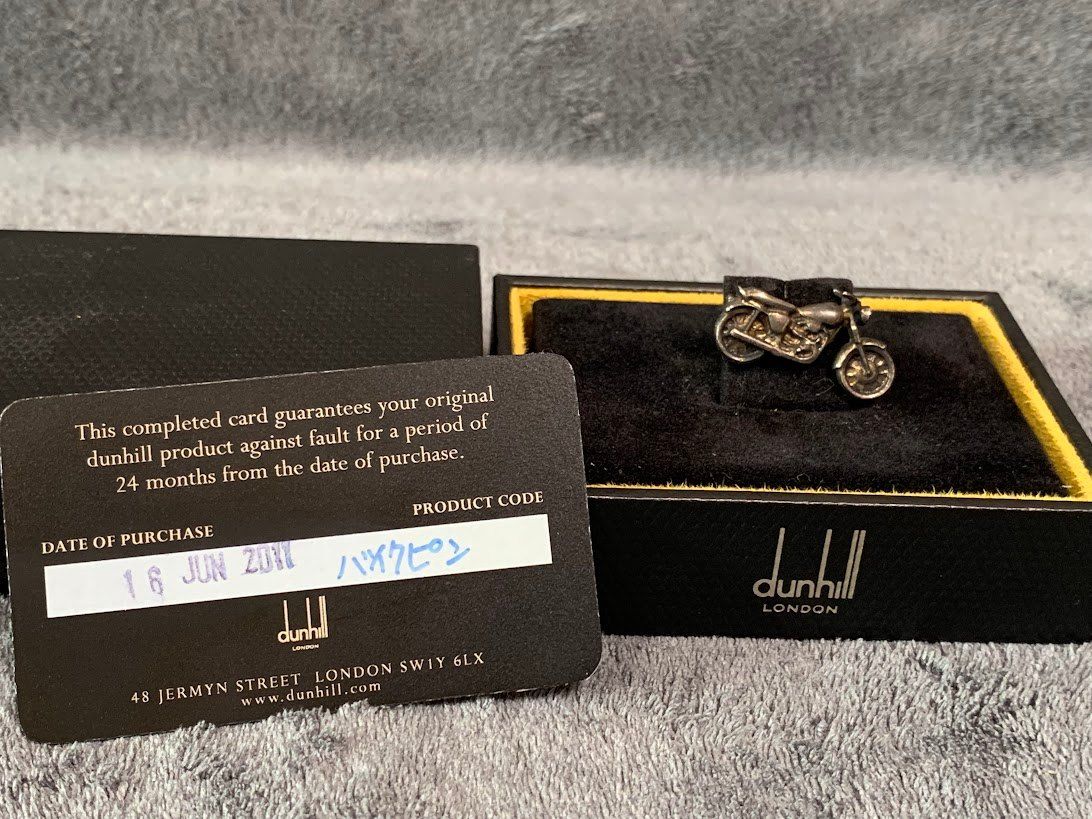 This completed card guarantees your original
dunhill product against fault for a period of
24 months from the date of purchase.
DATE OF PURCHASE PRODUCT CODE
16 JUN 2011 バイクピン
dunhill
LONDON
48 JERMYN STREET LONDON SW1Y 6LX
www.dunhill.com
dunhill
LONDON